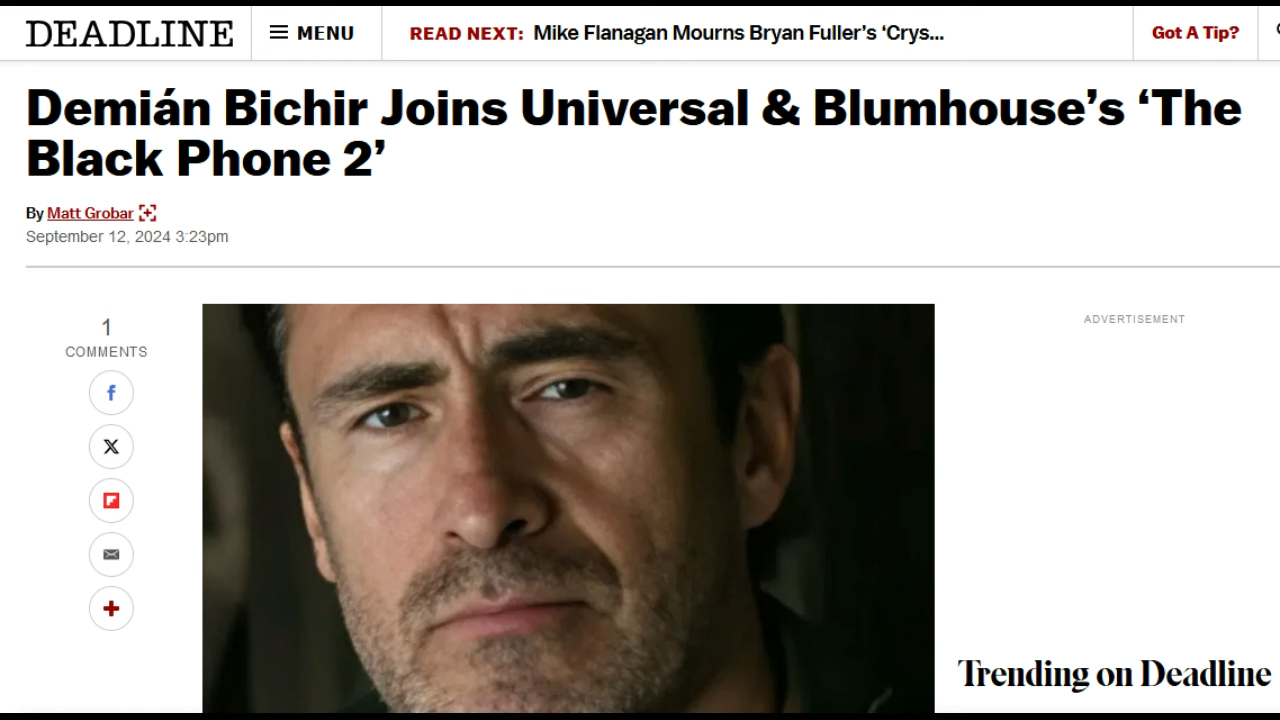 DEADLINE
MENU
READ NEXT: Mike Flanagan Mourns Bryan Fuller’s ‘Crys...
Got A Tip?
Demián Bichir Joins Universal & Blumhouse’s ‘The
Black Phone 2’
By Matt Grobar
September 12, 2024 3:23pm
1
COMMENTS
ADVERTISEMENT
Trending on Deadline